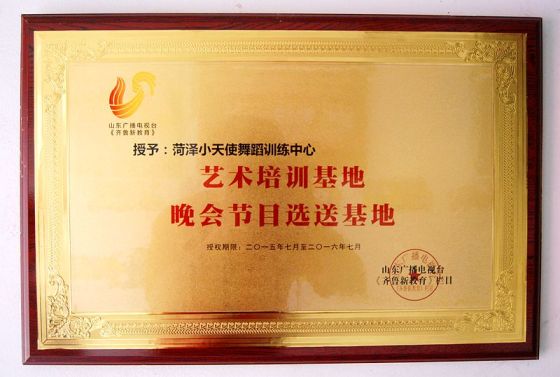 山东广播电视台
《齐鲁新教育》
授予：菏泽小天使舞蹈训练中心
艺术培训基地
晚会节目选送基地
授权期限：二〇一五年七月至二〇一六年七月
山东广播电视台
《齐鲁新教育》栏目